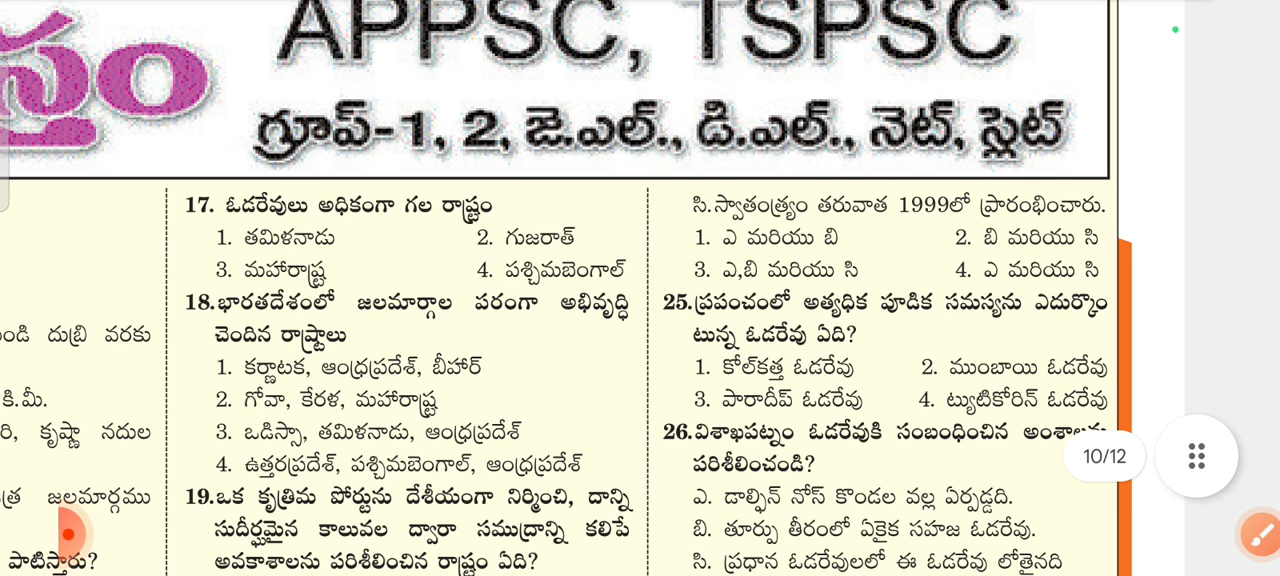 స్త్రం
APPSC, TSPSC
గ్రూప్-1, 2, జె.ఎల్., డి.ఎల్., నెట్, స్లెట్
దుబ్రి వరకు
కి.మీ.
కృష్ణా నదుల
జలమార్గము
పాటిస్తారు?
17. ఓడరేవులు అధికంగా గల రాష్ట్రం
1. తమిళనాడు 2. గుజరాత్
3. మహారాష్ట్ర 4. పశ్చిమబెంగాల్
18.భారతదేశంలో జలమార్గాల పరంగా అభివృద్ధి
చెందిన రాష్ట్రాలు
1. కర్ణాటక, ఆంధ్రప్రదేశ్, బీహార్
2. గోవా, కేరళ, మహారాష్ట్ర
3. ఒడిస్సా, తమిళనాడు, ఆంధ్రప్రదేశ్
4. ఉత్తరప్రదేశ్, పశ్చిమబెంగాల్, ఆంధ్రప్రదేశ్
19.ఒక కృత్రిమ పోర్టును దేశీయంగా నిర్మించి, దాన్ని
సుదీర్ఘమైన కాలువల ద్వారా సముద్రాన్ని కలిపే
అవకాశాలను పరిశీలించిన రాష్ట్రం ఏది?
సి.స్వాతంత్ర్యం తరువాత 1999లో ప్రారంభించారు.
1. ఎ మరియు బి 2. బి మరియు సి
3. ఎ,బి మరియు సి 4. ఎ మరియు సి
25.ప్రపంచంలో అత్యధిక పూడిక సమస్యను ఎదుర్కొం
టున్న ఓడరేవు ఏది?
1. కోల్‌కత్త ఓడరేవు 2. ముంబాయి ఓడరేవు
3. పారాదీప్ ఓడరేవు 4. ట్యుటికోరిన్ ఓడరేవు
26.విశాఖపట్నం ఓడరేవుకి సంబంధించిన అంశాలను
పరిశీలించండి?
ఎ. డాల్ఫిన్ నోస్ కొండల వల్ల ఏర్పడ్డది.
బి. తూర్పు తీరంలో ఏకైక సహజ ఓడరేవు.
సి. ప్రధాన ఓడరేవులలో ఈ ఓడరేవు లోతైనది
10/12